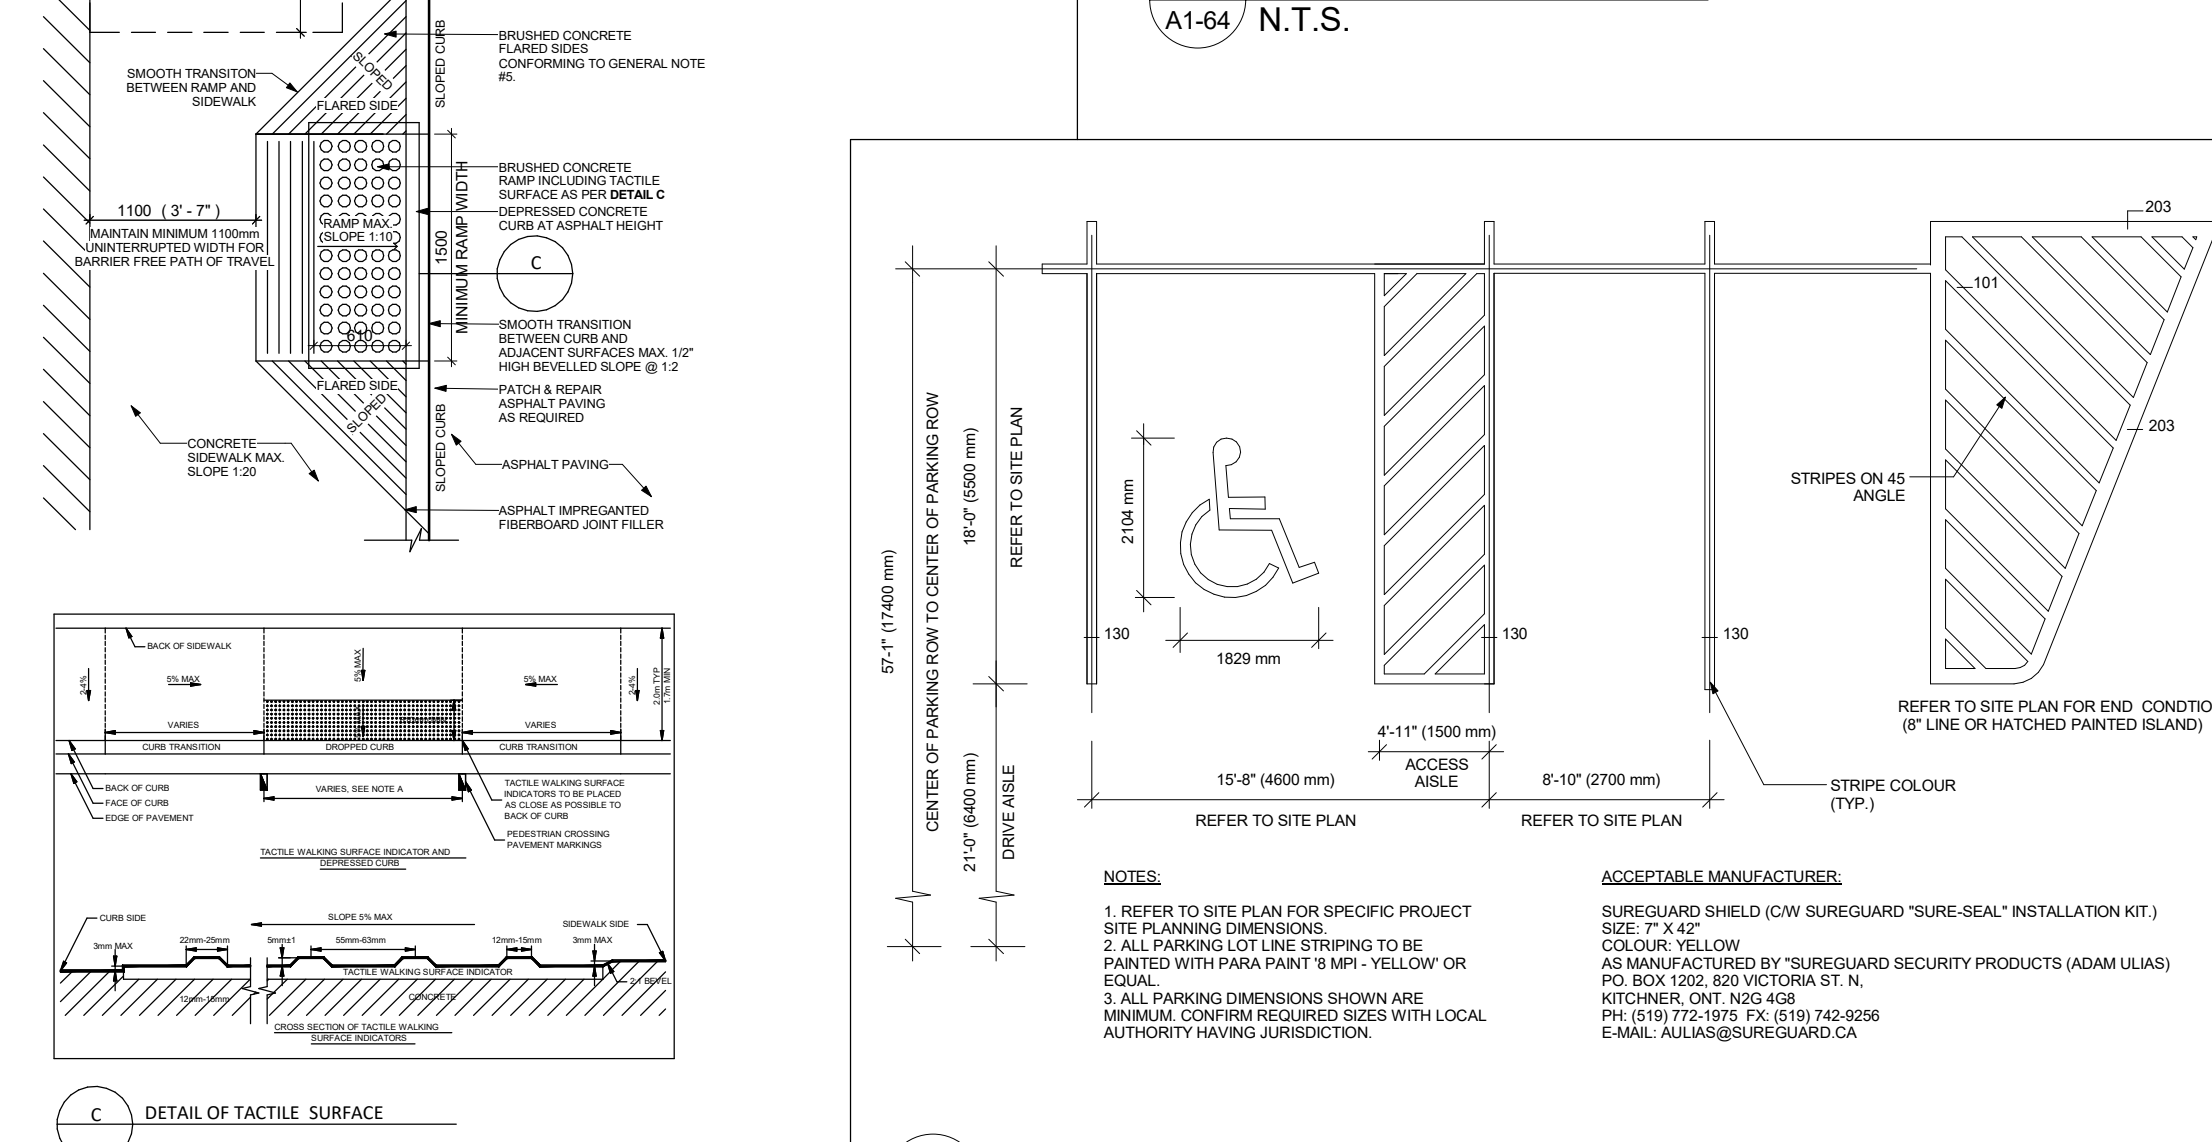 A1-64
N.T.S.
BRUSHED CONCRETE
FLARED SIDES
CONFORMING TO GENERAL NOTE
#5.
SLOPED CURB
SLOPED
SMOOTH TRANSITON
BETWEEN RAMP AND
SIDEWALK
FLARED SIDE
BRUSHED CONCRETE
RAMP INCLUDING TACTILE
SURFACE AS PER DETAIL C
DEPRESSED CONCRETE
CURB AT ASPHALT HEIGHT
1100 ( 3' - 7" )
MAINTAIN MINIMUM 1100mm
UNINTERRUPTED WIDTH FOR
BARRIER FREE PATH OF TRAVEL
RAMP MAX.
SLOPE 1:10
1500
MINIMUM RAMP WIDTH
C
610
SMOOTH TRANSITION
BETWEEN CURB AND
ADJACENT SURFACES MAX. 1/2"
HIGH BEVELLED SLOPE @ 1:2
FLARED SIDE
SLOPED
PATCH & REPAIR
ASPHALT PAVING
AS REQUIRED
SLOPED CURB
CONCRETE
SIDEWALK MAX.
SLOPE 1:20
ASPHALT PAVING
ASPHALT IMPREGANTED
FIBERBOARD JOINT FILLER
BACK OF SIDEWALK
2-4%
5% MAX
5% MAX
5% MAX
2-4%
2.0m TYP
1.7m MIN
VARIES
VARIES
CURB TRANSITION
DROPPED CURB
CURB TRANSITION
BACK OF CURB
FACE OF CURB
EDGE OF PAVEMENT
VARIES, SEE NOTE A
TACTILE WALKING SURFACE
INDICATORS TO BE PLACED
AS CLOSE AS POSSIBLE TO
BACK OF CURB
PEDESTRIAN CROSSING
PAVEMENT MARKINGS
TACTILE WALKING SURFACE INDICATOR AND
DEPRESSED CURB
CURB SIDE
SLOPE 5% MAX
SIDEWALK SIDE
3mm MAX
22mm-25mm
5mm±1
55mm-63mm
12mm-15mm
3mm MAX
TACTILE WALKING SURFACE INDICATOR
2:1 BEVEL
CONCRETE
CROSS SECTION OF TACTILE WALKING
SURFACE INDICATORS
C
DETAIL OF TACTILE SURFACE
57-1" (17400 mm)
CENTER OF PARKING ROW TO CENTER OF PARKING ROW
18'-0" (5500 mm)
REFER TO SITE PLAN
21'-0" (6400 mm)
DRIVE AISLE
2104 mm
1829 mm
130
130
130
203
101
203
STRIPES ON 45
ANGLE
REFER TO SITE PLAN FOR END CONDTIO
(8" LINE OR HATCHED PAINTED ISLAND)
4'-11" (1500 mm)
ACCESS
AISLE
15'-8" (4600 mm)
8'-10" (2700 mm)
REFER TO SITE PLAN
REFER TO SITE PLAN
STRIPE COLOUR
(TYP.)
NOTES:
1. REFER TO SITE PLAN FOR SPECIFIC PROJECT
SITE PLANNING DIMENSIONS.
2. ALL PARKING LOT LINE STRIPING TO BE
PAINTED WITH PARA PAINT '8 MPI - YELLOW' OR
EQUAL.
3. ALL PARKING DIMENSIONS SHOWN ARE
MINIMUM. CONFIRM REQUIRED SIZES WITH LOCAL
AUTHORITY HAVING JURISDICTION.
ACCEPTABLE MANUFACTURER:
SUREGUARD SHIELD (C/W SUREGUARD "SURE-SEAL" INSTALLATION KIT.)
SIZE: 7" X 42"
COLOUR: YELLOW
AS MANUFACTURED BY "SUREGUARD SECURITY PRODUCTS (ADAM ULIAS)
PO. BOX 1202, 820 VICTORIA ST. N,
KITCHNER, ONT. N2G 4G8
PH: (519) 772-1975 FX: (519) 742-9256
E-MAIL: AULIAS@SUREGUARD.CA